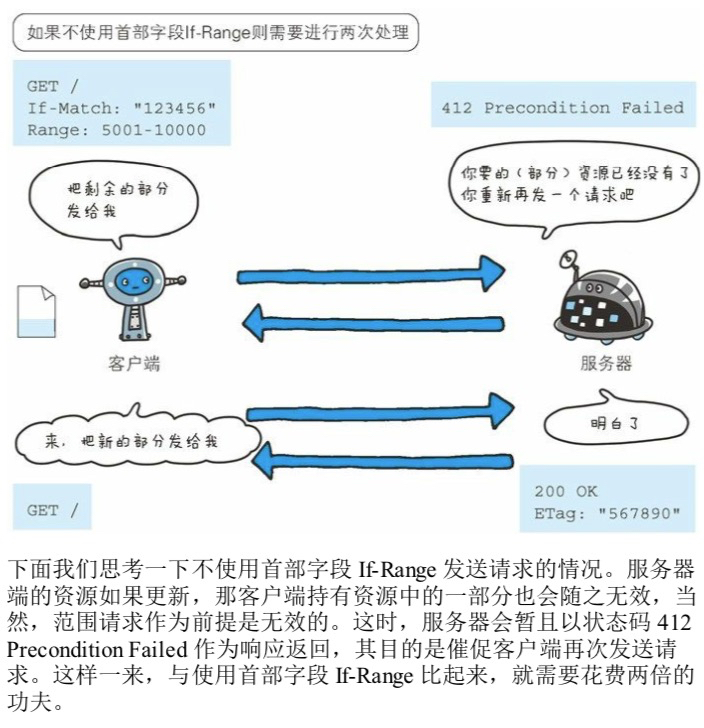 如果不使用首部字段If-Range则需要进行两次处理
GET /
If-Match: "123456"
Range: 5001-10000
412 Precondition Failed
把剩余的部分
发给我
你要的(部分)资源已经没有了
你重新再发一个请求吧
客户端
服务器
来,把新的部分发给我
明白了
GET /
200 OK
ETag: "567890"
下面我们思考一下不使用首部字段 If-Range 发送请求的情况。服务器
端的资源如果更新,那客户端持有资源中的一部分也会随之无效,当
然,范围请求作为前提是无效的。这时,服务器会暂且以状态码 412
Precondition Failed 作为响应返回,其目的是催促客户端再次发送请
求。这样一来,与使用首部字段 If-Range 比起来,就需要花费两倍的
功夫。